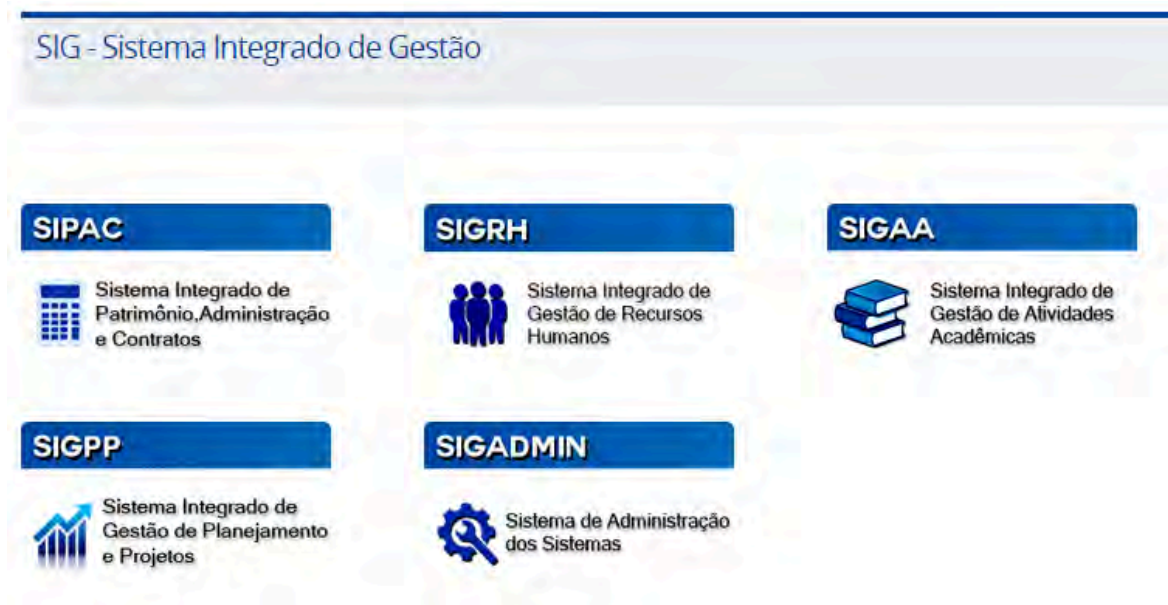 SIG - Sistema Integrado de Gestão
SIPAC
Sistema Integrado de
Patrimônio,Administração
e Contratos
SIGRH
Sistema Integrado de
Gestão de Recursos
Humanos
SIGAA
Sistema Integrado de
Gestão de Atividades
Acadêmicas
SIGPP
Sistema Integrado de
Gestão de Planejamento
e Projetos
SIGADMIN
Sistema de Administração
dos Sistemas